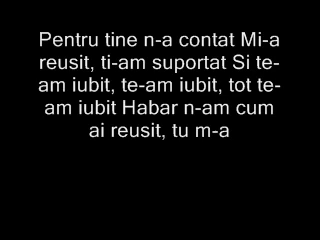 Pentru tine n-a contat Mi-a
reusit, ti-am suportat Si te-
am iubit, te-am iubit, tot te-
am iubit Habar n-am cum
ai reusit, tu m-a